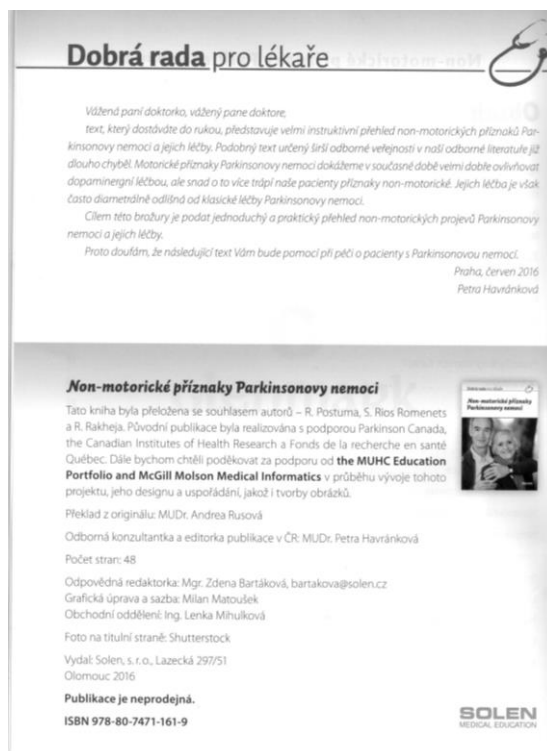 Dobrá rada pro lékaře
Vážená paní doktorko, vážený pane doktore,
text, který dostáváte do rukou, představuje velmi instruktivní přehled non-motorických příznaků Par-
kinsonovy nemoci a jejich léčby. Podobný text určený širší odborné veřejnosti v naší odborné literatuře již
dlouho chyběl. Motorické příznaky Parkinsonovy nemoci dokážeme v současné době velmi dobře ovlivňovat
dopaminergní léčbou, ale snad o to více trápí naše pacienty příznaky non-motorické. Jejich léčba je však
často diametrálně odlišná od klasické léčby Parkinsonovy nemoci.
Cílem této brožury je podat jednoduchý a praktický přehled non-motorických projevů Parkinsonovy
nemoci a jejich léčby.
Proto doufám, že následující text Vám bude pomocí při péči o pacienty s Parkinsonovou nemocí.
Praha, červen 2016
Petra Havránková
Non-motorické příznaky Parkinsonovy nemoci
Tato kniha byla přeložena se souhlasem autorů – R. Postuma, S. Rios Romenets
a R. Rakheja. Původní publikace byla realizována s podporou Parkinson Canada,
the Canadian Institutes of Health Research a Fonds de la recherche en santé
Québec. Dále bychom chtěli poděkovat za podporu od the MUHC Education
Portfolio and McGill Molson Medical Informatics v průběhu vývoje tohoto
projektu, jeho designu a uspořádání, jakož i tvorby obrázků.
Překlad z originálu: MUDr. Andrea Rusová
Odborná konzultantka a editorka publikace v ČR: MUDr. Petra Havránková
Počet stran: 48
Odpovědná redaktorka: Mgr. Zdena Bartáková, bartakova@solen.cz
Grafická úprava a sazba: Milan Matoušek
Obchodní oddělení: Ing. Lenka Mihulková
Foto na titulní straně: Shutterstock
Vydal: Solen, s. r. o., Lazecká 297/51
Olomouc 2016
Publikace je neprodejná.
ISBN 978-80-7471-161-9
Non-motorické příznaky
Parkinsonovy nemoci
SOLEN
MEDICAL EDUCATION